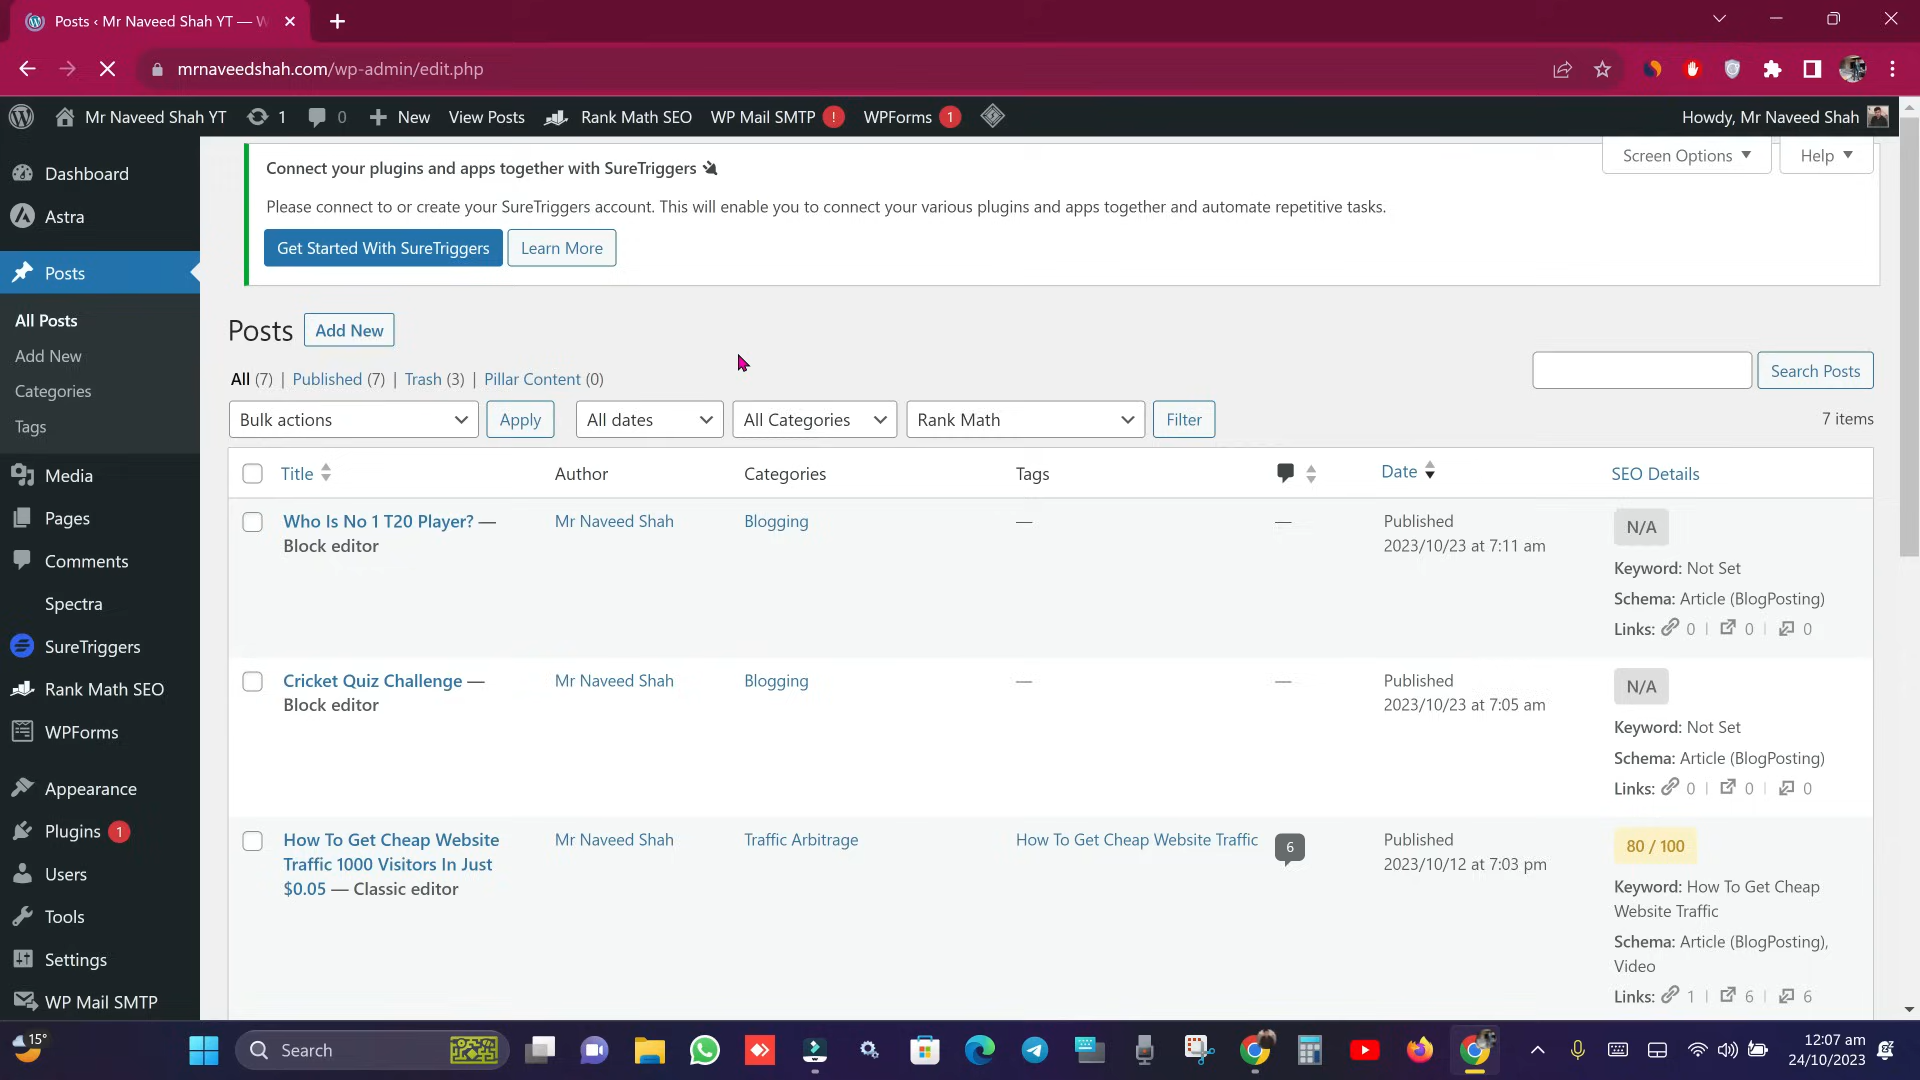 Posts ‹ Mr Naveed Shah YT — W
mrnaveedshah.com/wp-admin/edit.php
Mr Naveed Shah YT 1 0 New View Posts Rank Math SEO WP Mail SMTP ! WPForms 1 Howdy, Mr Naveed Shah
Screen Options Help
Connect your plugins and apps together with SureTriggers
Please connect to or create your SureTriggers account. This will enable you to connect your various plugins and apps together and automate repetitive tasks.
Get Started With SureTriggers Learn More
Dashboard
Astra
Posts
All Posts
Add New
Categories
Tags
Media
Pages
Comments
Spectra
SureTriggers
Rank Math SEO
WPForms
Appearance
Plugins 1
Users
Tools
Settings
WP Mail SMTP
Posts Add New
All (7) | Published (7) | Trash (3) | Pillar Content (0)
Search Posts
Bulk actions Apply All dates All Categories Rank Math Filter
7 items
Title Author Categories Tags Date SEO Details
Who Is No 1 T20 Player? — Mr Naveed Shah Blogging — — Published N/A
Block editor 2023/10/23 at 7:11 am
Keyword: Not Set
Schema: Article (BlogPosting)
Links: 0 | 0 | 0
Cricket Quiz Challenge — Mr Naveed Shah Blogging — — Published N/A
Block editor 2023/10/23 at 7:05 am
Keyword: Not Set
Schema: Article (BlogPosting)
Links: 0 | 0 | 0
How To Get Cheap Website Mr Naveed Shah Traffic Arbitrage How To Get Cheap Website Traffic 6 Published 80 / 100
Traffic 1000 Visitors In Just 2023/10/12 at 7:03 pm
$0.05 — Classic editor
Keyword: How To Get Cheap
Website Traffic
Schema: Article (BlogPosting),
Video
Links: 1 | 6 | 6
15°
Search
12:07 am
24/10/2023